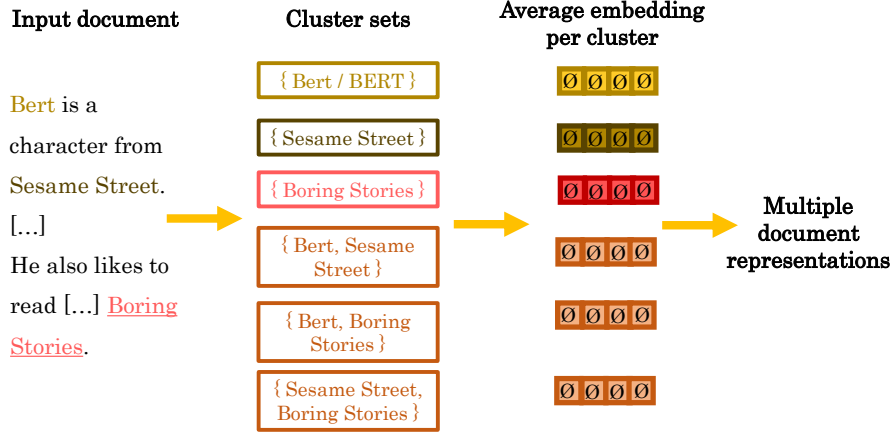 Input document
Bert is a
character from
Sesame Street.
[...]
He also likes to
read [...] Boring
Stories.
Cluster sets
{ Bert / BERT }
{ Sesame Street }
{ Boring Stories }
{ Bert, Sesame
Street }
{ Bert, Boring
Stories }
{ Sesame Street,
Boring Stories }
Average embedding
per cluster
Ø Ø Ø Ø
Ø Ø Ø Ø
Ø Ø Ø Ø
Ø Ø Ø Ø
Ø Ø Ø Ø
Ø Ø Ø Ø
Multiple
document
representations